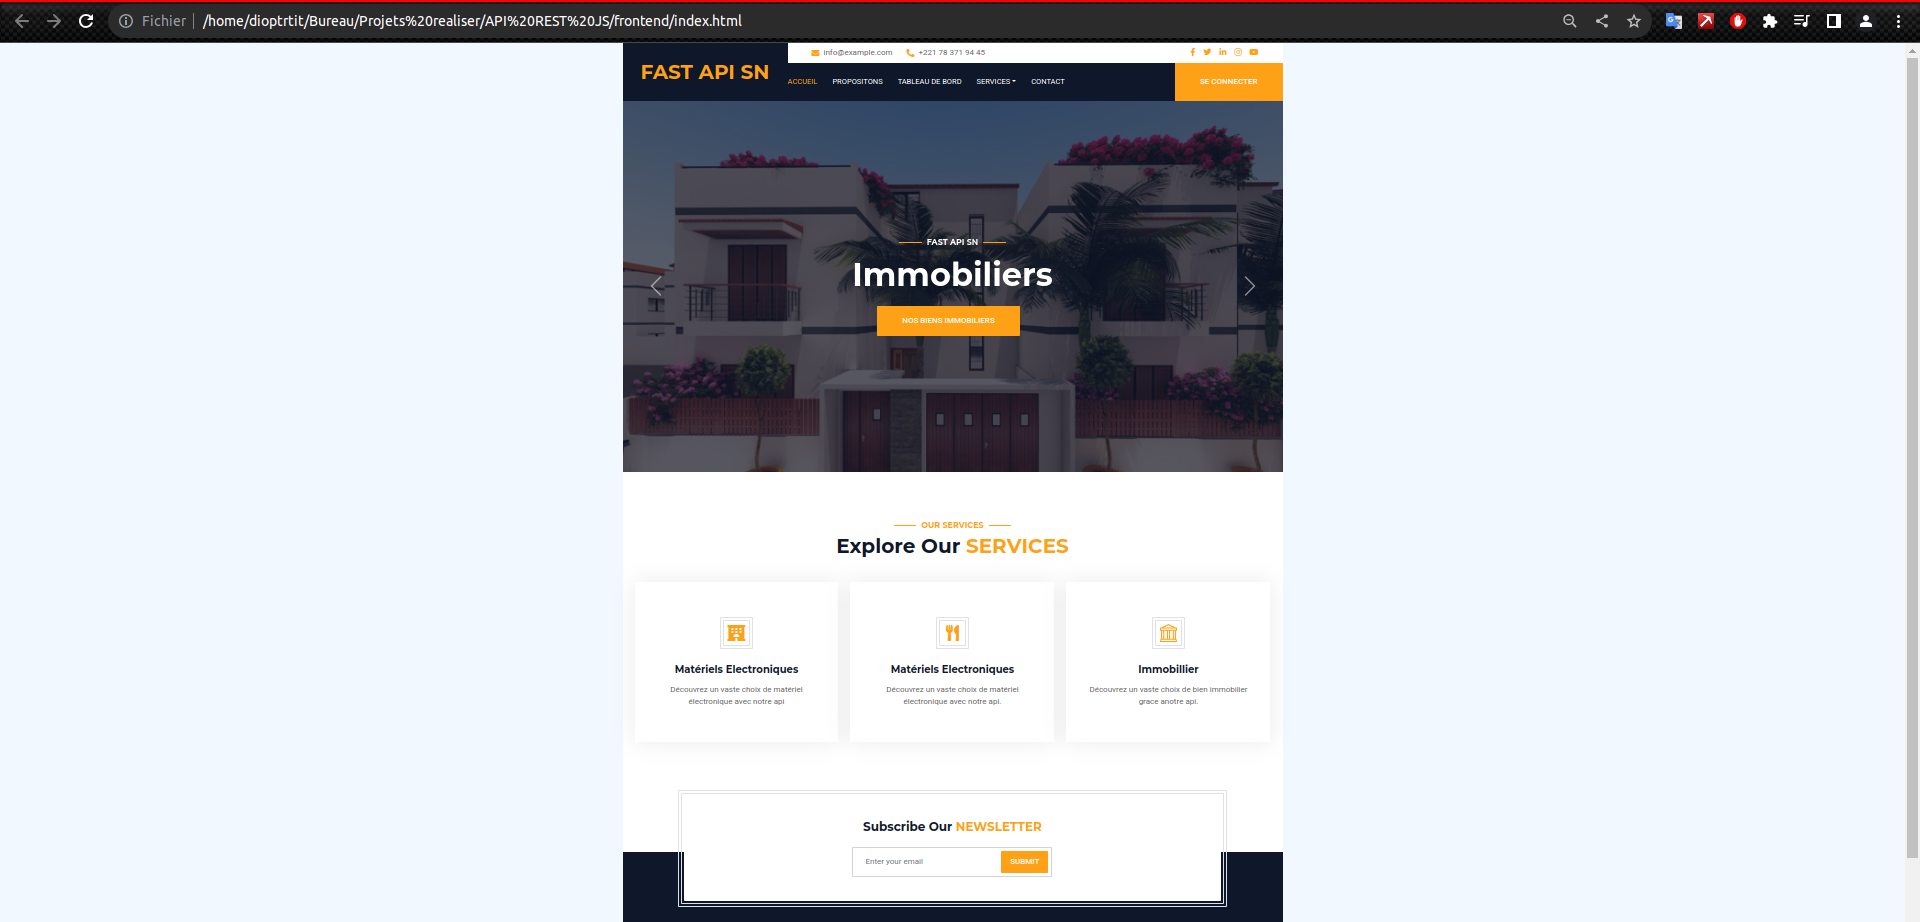 Fichier /home/dioptrtit/Bureau/Projets%20realiser/API%20REST%20JS/frontend/index.html
info@example.com +221 78 371 94 45
FAST API SN
ACCUEIL PROPOSITONS TABLEAU DE BORD SERVICES CONTACT SE CONNECTER
FAST API SN
Immobiliers
NOS BIENS IMMOBILIERS
OUR SERVICES
Explore Our SERVICES
Matériels Electroniques
Découvrez un vaste choix de matériel
électronique avec notre api
Matériels Electroniques
Découvrez un vaste choix de matériel
électronique avec notre api.
Immobillier
Découvrez un vaste choix de bien immobilier
grace anotre api.
Subscribe Our NEWSLETTER
Enter your email SUBMIT